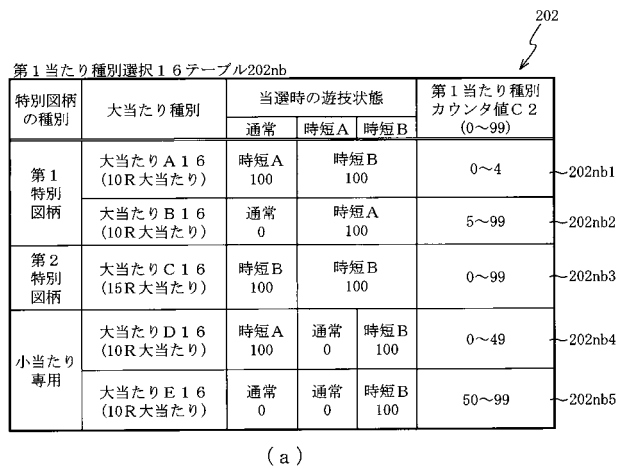 202
第1当たり種別選択16テーブル202nb
特別図柄
の種別
大当たり種別
当選時の遊技状態
通常
時短A
時短B
第1当たり種別
カウンタ値C2
(0〜99)
第1
特別
図柄
大当たりA16
(10R大当たり)
時短A
100
時短B
100
0〜4
202nb1
大当たりB16
(10R大当たり)
通常
0
時短A
100
5〜99
202nb2
第2
特別
図柄
大当たりC16
(15R大当たり)
時短B
100
時短B
100
0〜99
202nb3
小当たり
専用
大当たりD16
(10R大当たり)
時短A
100
通常
0
時短B
100
0〜49
202nb4
大当たりE16
(10R大当たり)
通常
0
通常
0
時短B
100
50〜99
202nb5
(a)